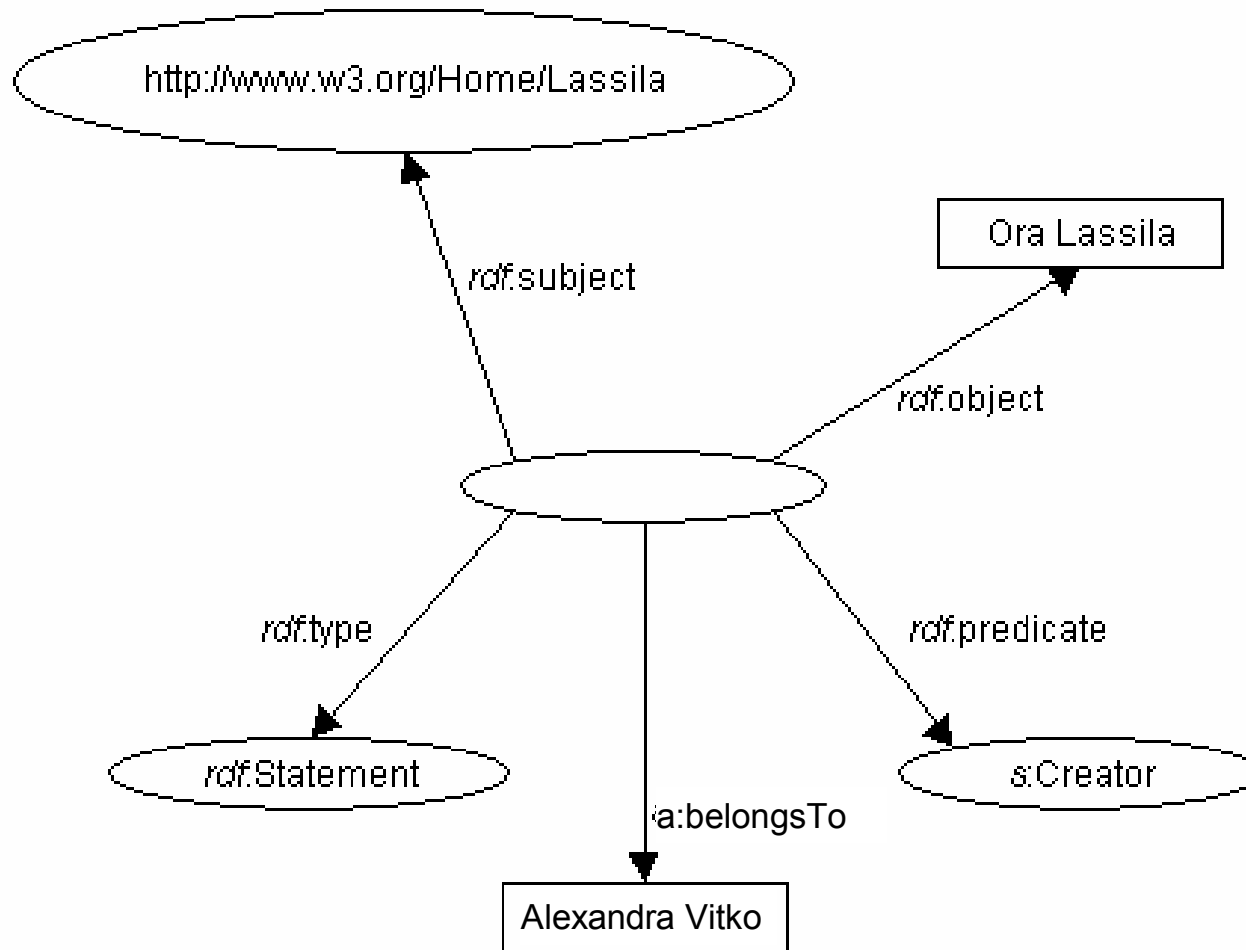 http://www.w3.org/Home/Lassila
Ora Lassila
rdf:subject
rdf:object
rdf:type
rdf:predicate
rdf:Statement
s:Creator
a:belongsTo
Alexandra Vitko